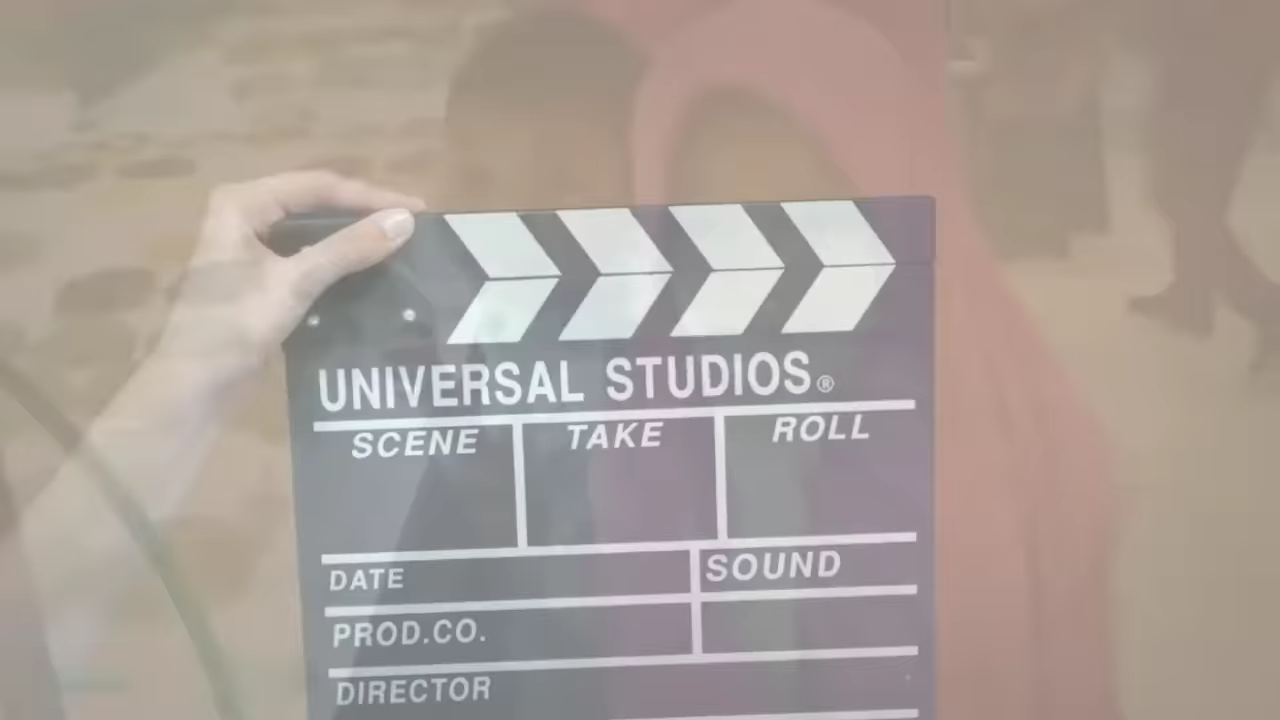 UNIVERSAL STUDIOS®
SCENE TAKE ROLL
DATE SOUND
PROD.CO.
DIRECTOR